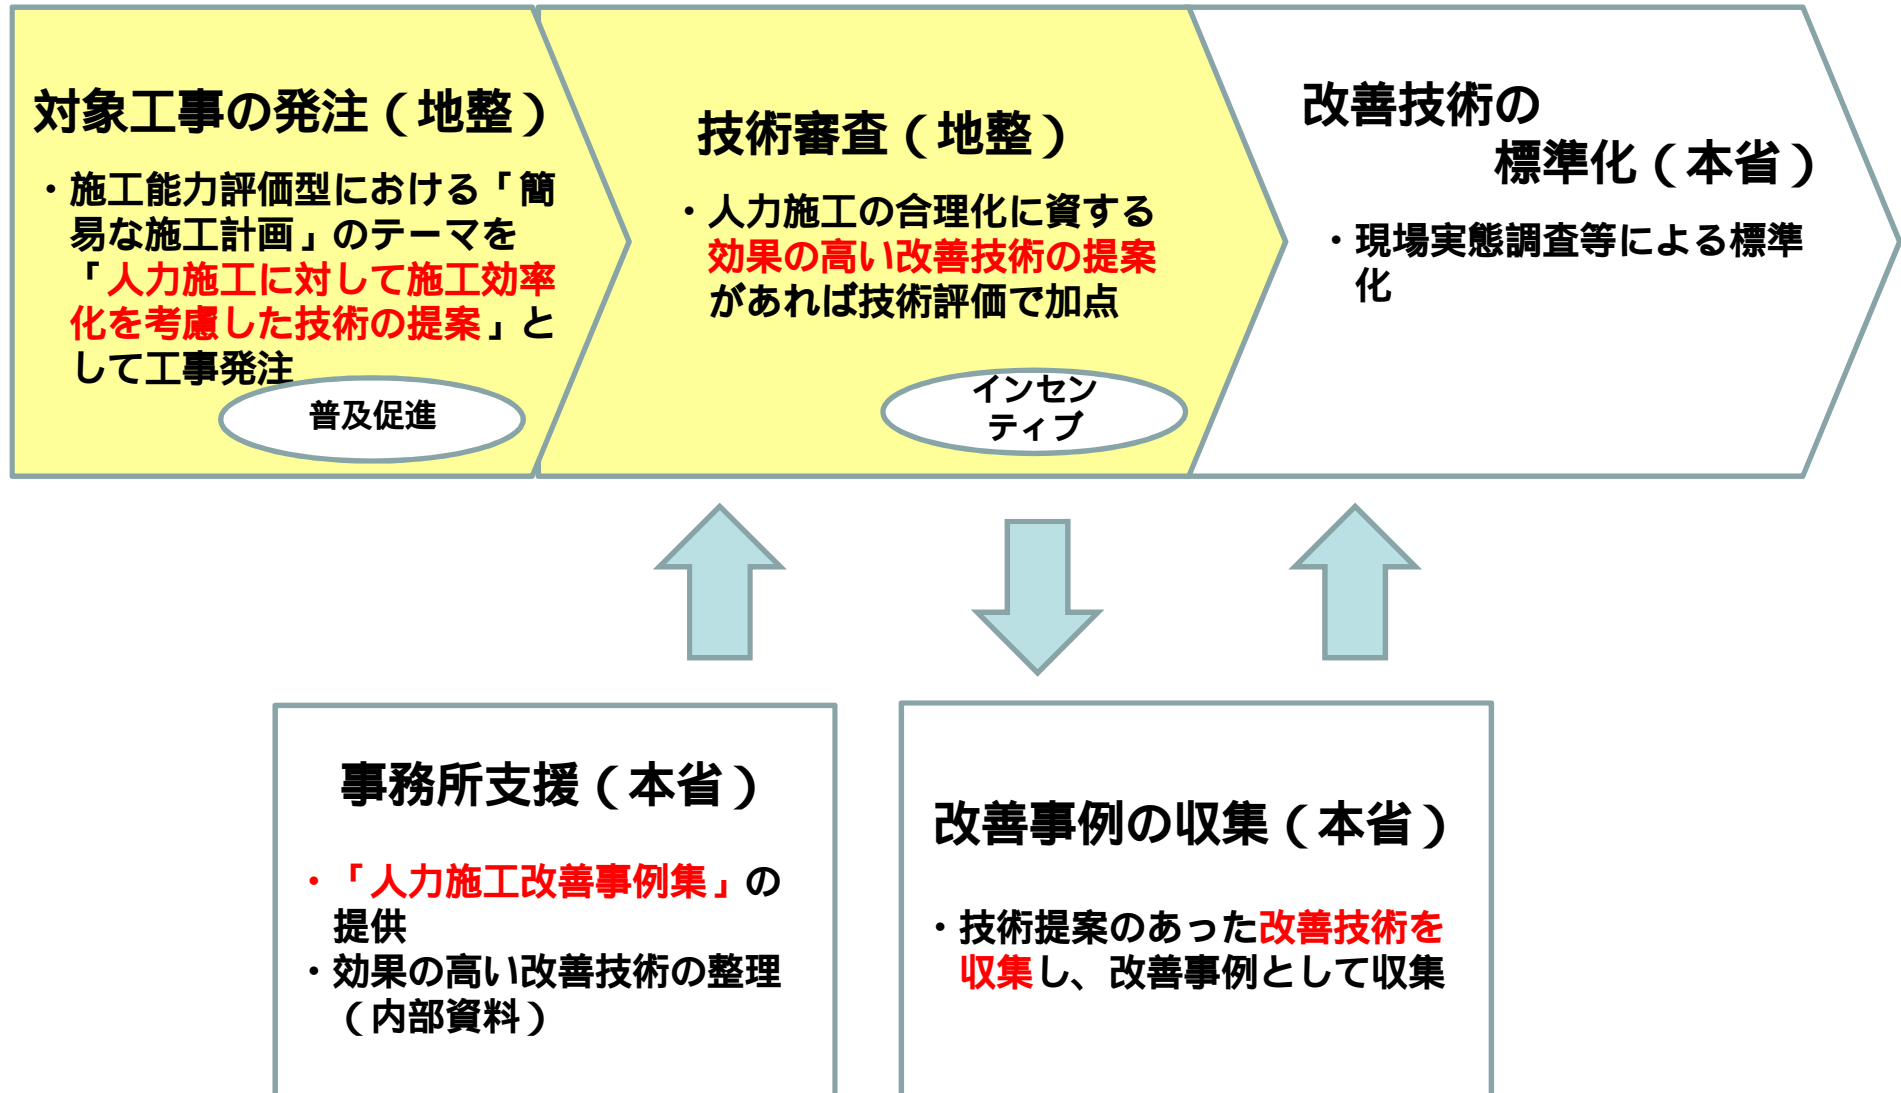 対象工事の発注（地整）
・施工能力評価型における「簡
易な施工計画」のテーマを
「人力施工に対して施工効率
化を考慮した技術の提案」と
して工事発注
普及促進
技術審査（地整）
・人力施工の合理化に資する
効果の高い改善技術の提案
があれば技術評価で加点
インセン
ティブ
改善技術の
標準化（本省）
・現場実態調査等による標準
化
事務所支援（本省）
・「人力施工改善事例集」の
提供
・効果の高い改善技術の整理
（内部資料）
改善事例の収集（本省）
・技術提案のあった改善技術を
収集し、改善事例として収集